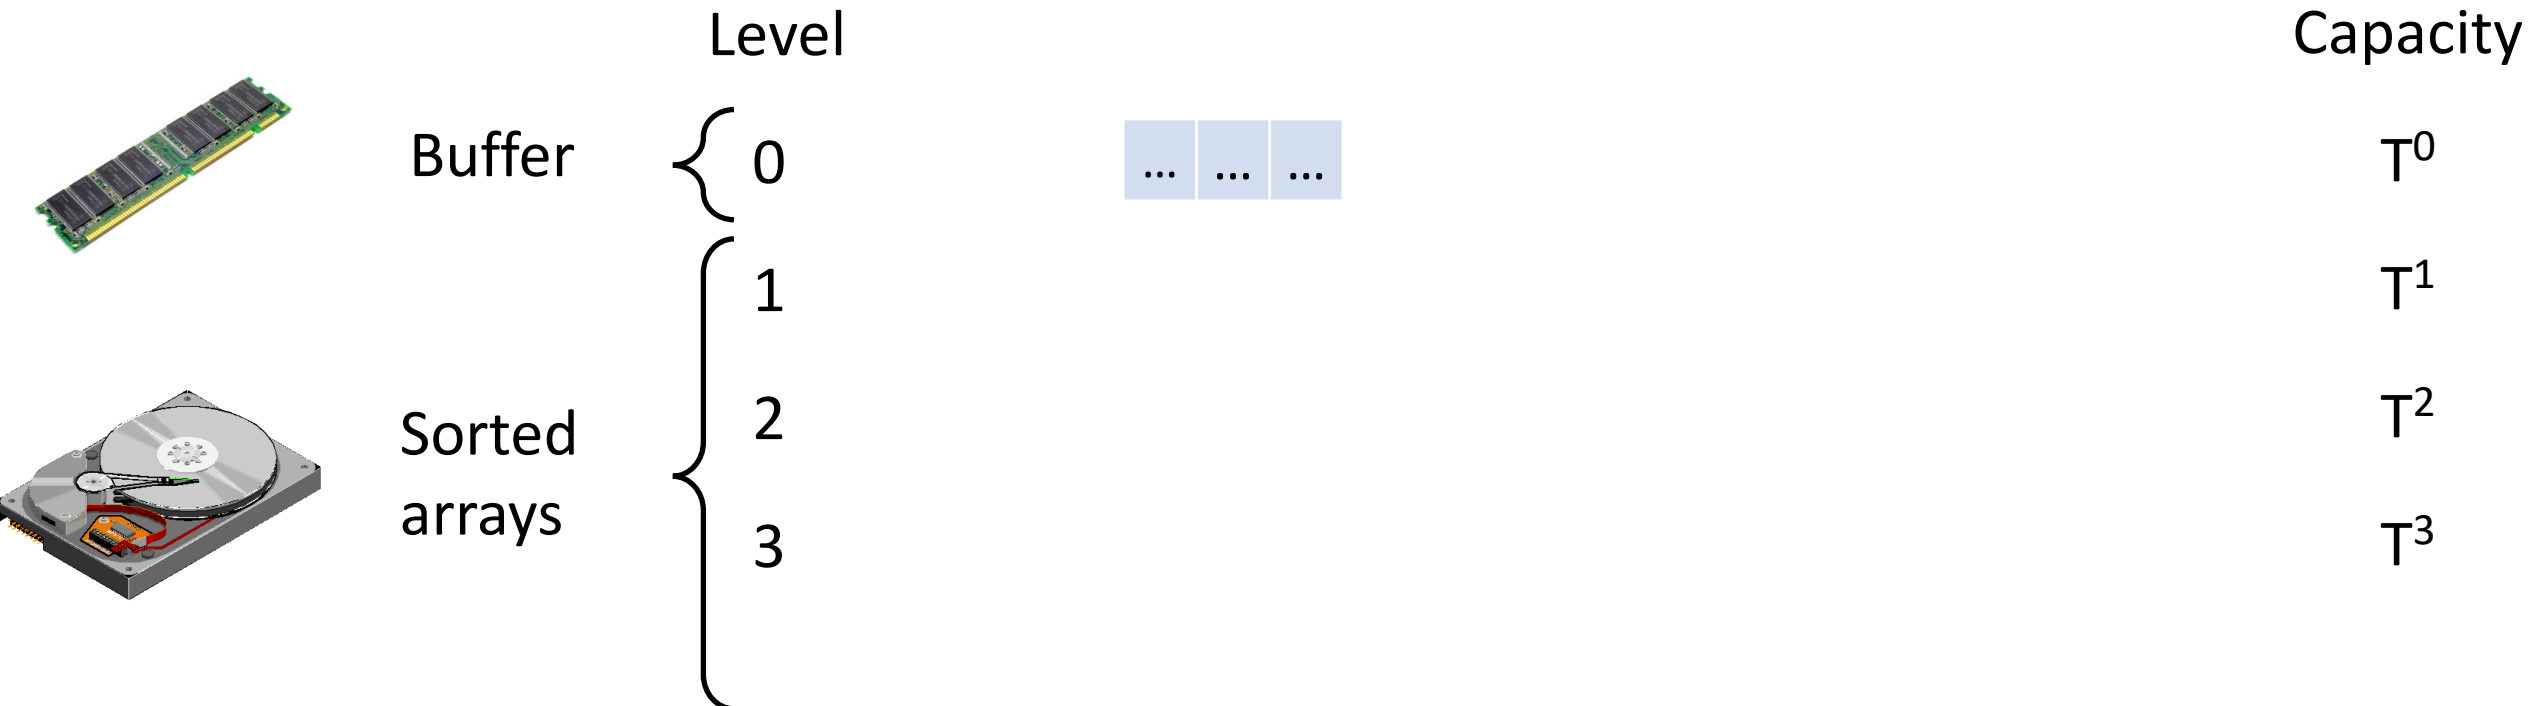 Level Capacity
Buffer 0 ... ... ... T⁰
1 T¹
Sorted arrays
2 T²
3 T³